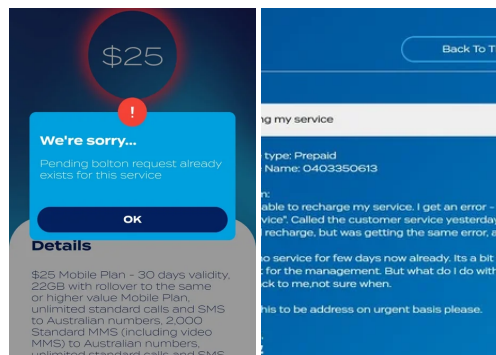 $25
!
We're sorry...
Pending bolton request already
exists for this service
OK
Details
$25 Mobile Plan - 30 days validity,
22GB with rollover to the same
or higher value Mobile Plan,
unlimited standard calls and SMS
to Australian numbers, 2,000
Standard MMS (including video
MMS) to Australian numbers,
unlimited standard calls and SMS
Back To T
ng my service
type: Prepaid
Name: 0403350613
n:
able to recharge my service. I get an error -
vice". Called the customer service yesterday
recharge, but was getting the same error, a
no service for few days now already. Its a bit
t for the management. But what do I do with
ck to me,not sure when.
his to be address on urgent basis please.